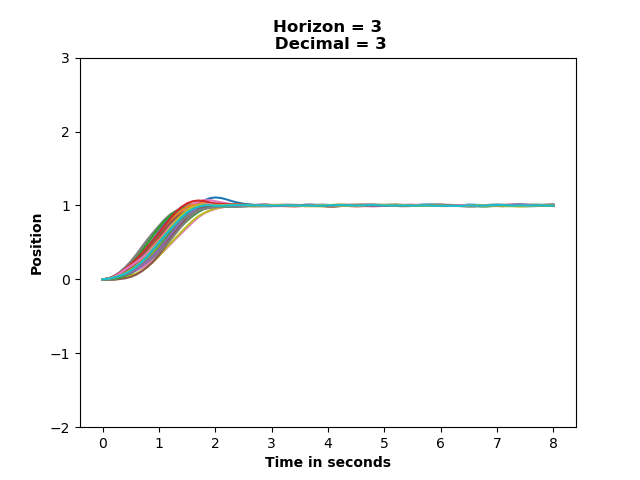 Horizon = 3
Decimal = 3
3
2
1
0
−1
−2
Position
0 1 2 3 4 5 6 7 8
Time in seconds